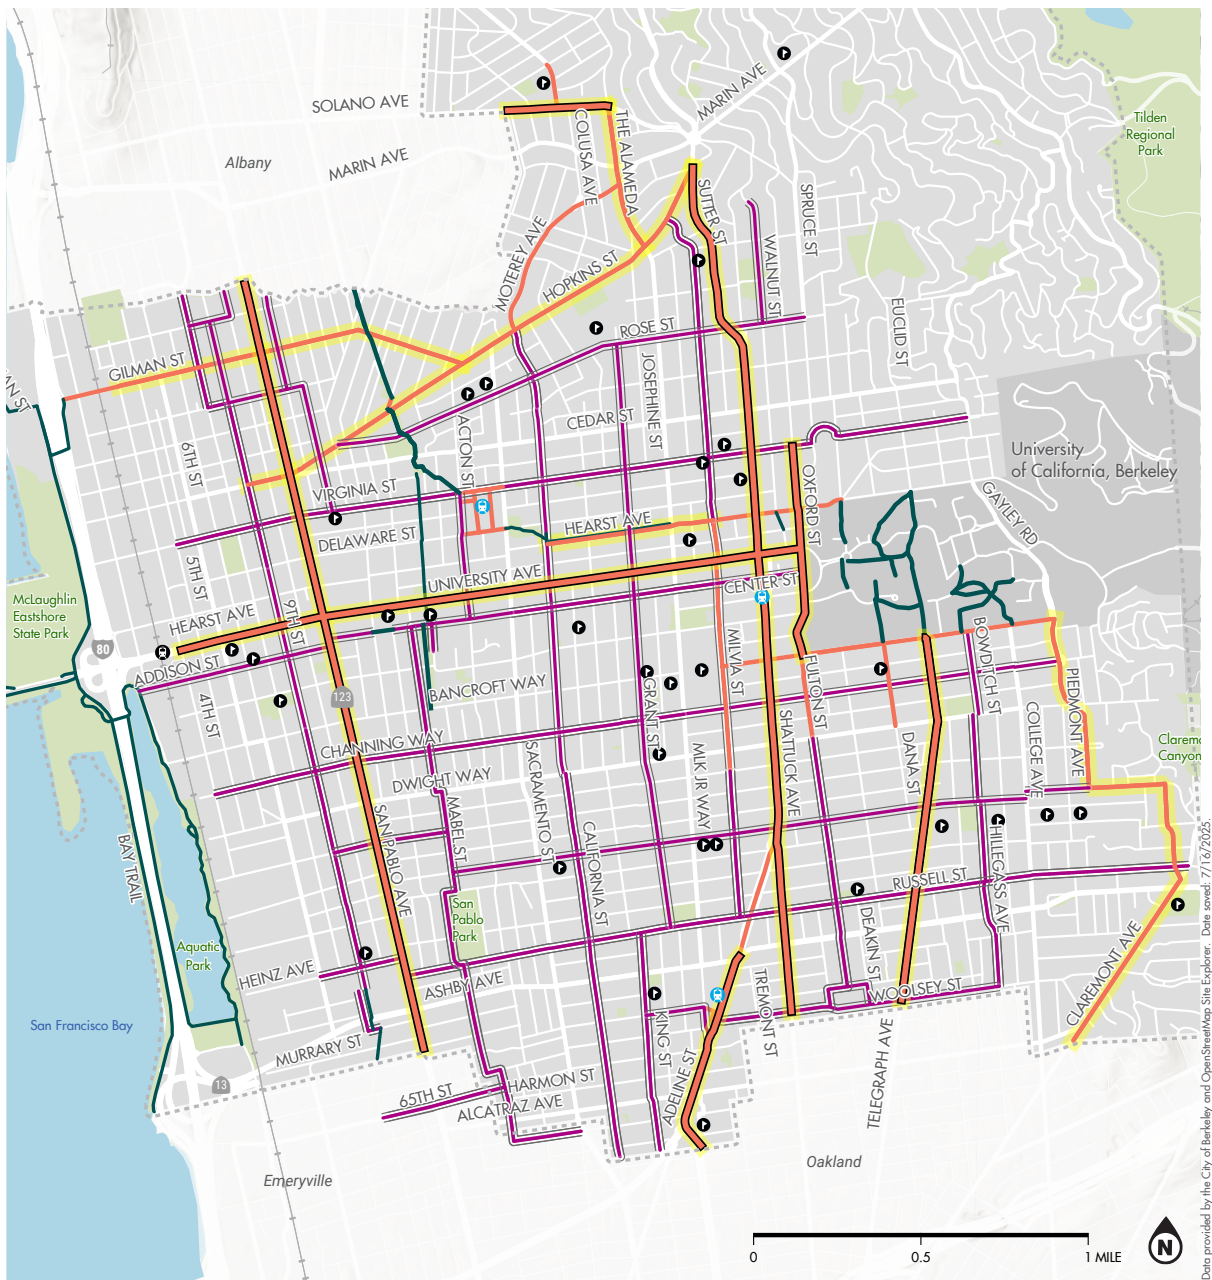 SOLANO AVE
MARIN AVE
Albany
MARIN AVE
COLUSA AVE
THE ALAMEDA
SUTTER ST
WALNUT ST
SPRUCE ST
Tilden
Regional
Park
MOTEREY AVE
HOPKINS ST
ROSE ST
EUCLID ST
GILMAN ST
AN ST
JOSEPHINE ST
CEDAR ST
ACTON ST
6TH ST
VIRGINIA ST
OXFORD ST
University
of California, Berkeley
GAYLEY RD
HEARST AVE
DELAWARE ST
5TH ST
UNIVERSITY AVE
CENTER ST
McLaughlin
Eastshore
State Park
HEARST AVE
9TH ST
80
ADDISON ST
4TH ST
123
BANCROFT WAY
GRANT ST
MILVIA ST
FULTON ST
BOWDITCH ST
PIEDMONT AVE
CHANNING WAY
DWIGHT WAY
SACRAMENTO ST
MLK JR WAY
SHATTUCK AVE
DANA ST
COLLEGE AVE
Clarem
Canyon
BAY TRAIL
SAN PABLO AVE
MABEL ST
CALIFORNIA ST
HILLEGASS AVE
RUSSELL ST
San
Pablo
Park
Aquatic
Park
HEINZ AVE
ASHBY AVE
DEAKIN ST
WOOLSEY ST
CLAREMONT AVE
San Francisco Bay
MURRARY ST
13
KING ST
TREMONT ST
ADELINE ST
TELEGRAPH AVE
65TH ST
HARMON ST
ALCATRAZ AVE
Emeryville
Oakland
0
0.5
1 MILE
N
Data provided by the City of Berkeley and OpenStreetMap Site Explorer. Date saved: 7/16/2025.